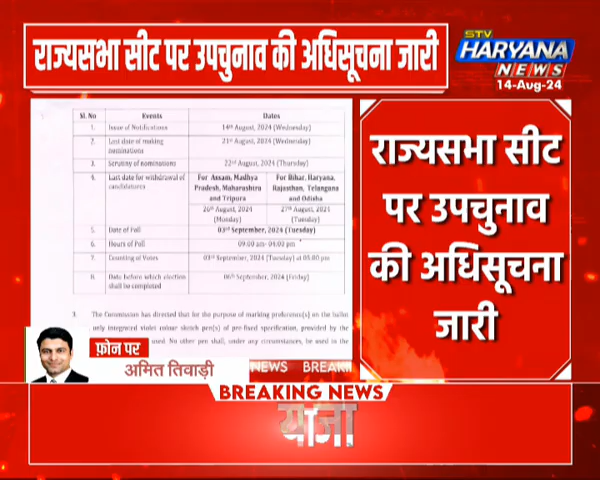 राज्यसभा सीट पर उपचुनाव की अधिसूचना जारी
STV
HARYANA
NEWS
14-Aug-24
Sl. No Events Dates
1. Issue of Notifications 14th August, 2024 (Wednesday)
2. Last date of making nominations 21st August, 2024 (Wednesday)
3. Scrutiny of nominations 22nd August, 2024 (Thursday)
4. Last date for withdrawal of candidatures For Assam, Madhya Pradesh, Maharashtra and Tripura For Bihar, Haryana, Rajasthan, Telangana and Odisha
26th August, 2024 (Monday) 27th August, 2024 (Tuesday)
5. Date of Poll 03rd September, 2024 (Tuesday)
6. Hours of Poll 09:00 am- 04:00 pm
7. Counting of Votes 03rd September, 2024 (Tuesday) at 05:00 pm
8. Date before which election shall be completed 06th September, 2024 (Friday)
3. The Commission has directed that for the purpose of marking preference(s) on the ballot
only integrated violet colour sketch pen(s) of pre-fixed specification, provided by the
used. No other pen shall, under any circumstances, be used in the
राज्यसभा सीट
पर उपचुनाव
की अधिसूचना
जारी
फ़ोन पर
अमित तिवाड़ी
NEWS BREAKI
BREAKING NEWS